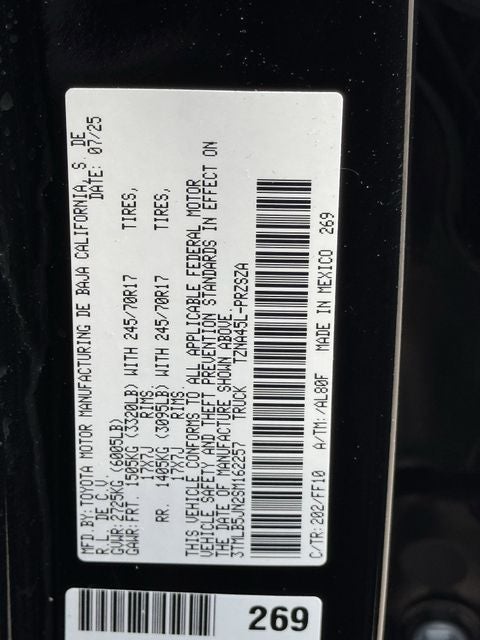 MFD.BY:TOYOTA MOTOR MANUFACTURING DE BAJA CALIFORNIA, S. DE
R.L. DE C.V. DATE: 07/25
GVWR:2725KG (6005LB)
GAWR:FRT. 1505KG (3320LB) WITH 245/70R17 TIRES,
17X7J RIMS.
RR. 1405KG (3095LB) WITH 245/70R17 TIRES,
17X7J RIMS.
THIS VEHICLE CONFORMS TO ALL APPLICABLE FEDERAL MOTOR
VEHICLE SAFETY AND THEFT PREVENTION STANDARDS IN EFFECT ON
THE DATE OF MANUFACTURE SHOWN ABOVE.
3TMLB5JN2SM162257 TRUCK TZNA45L-PRZSZA
C/TR:202/FF10 A/TM:/AL80F MADE IN MEXICO 269
269